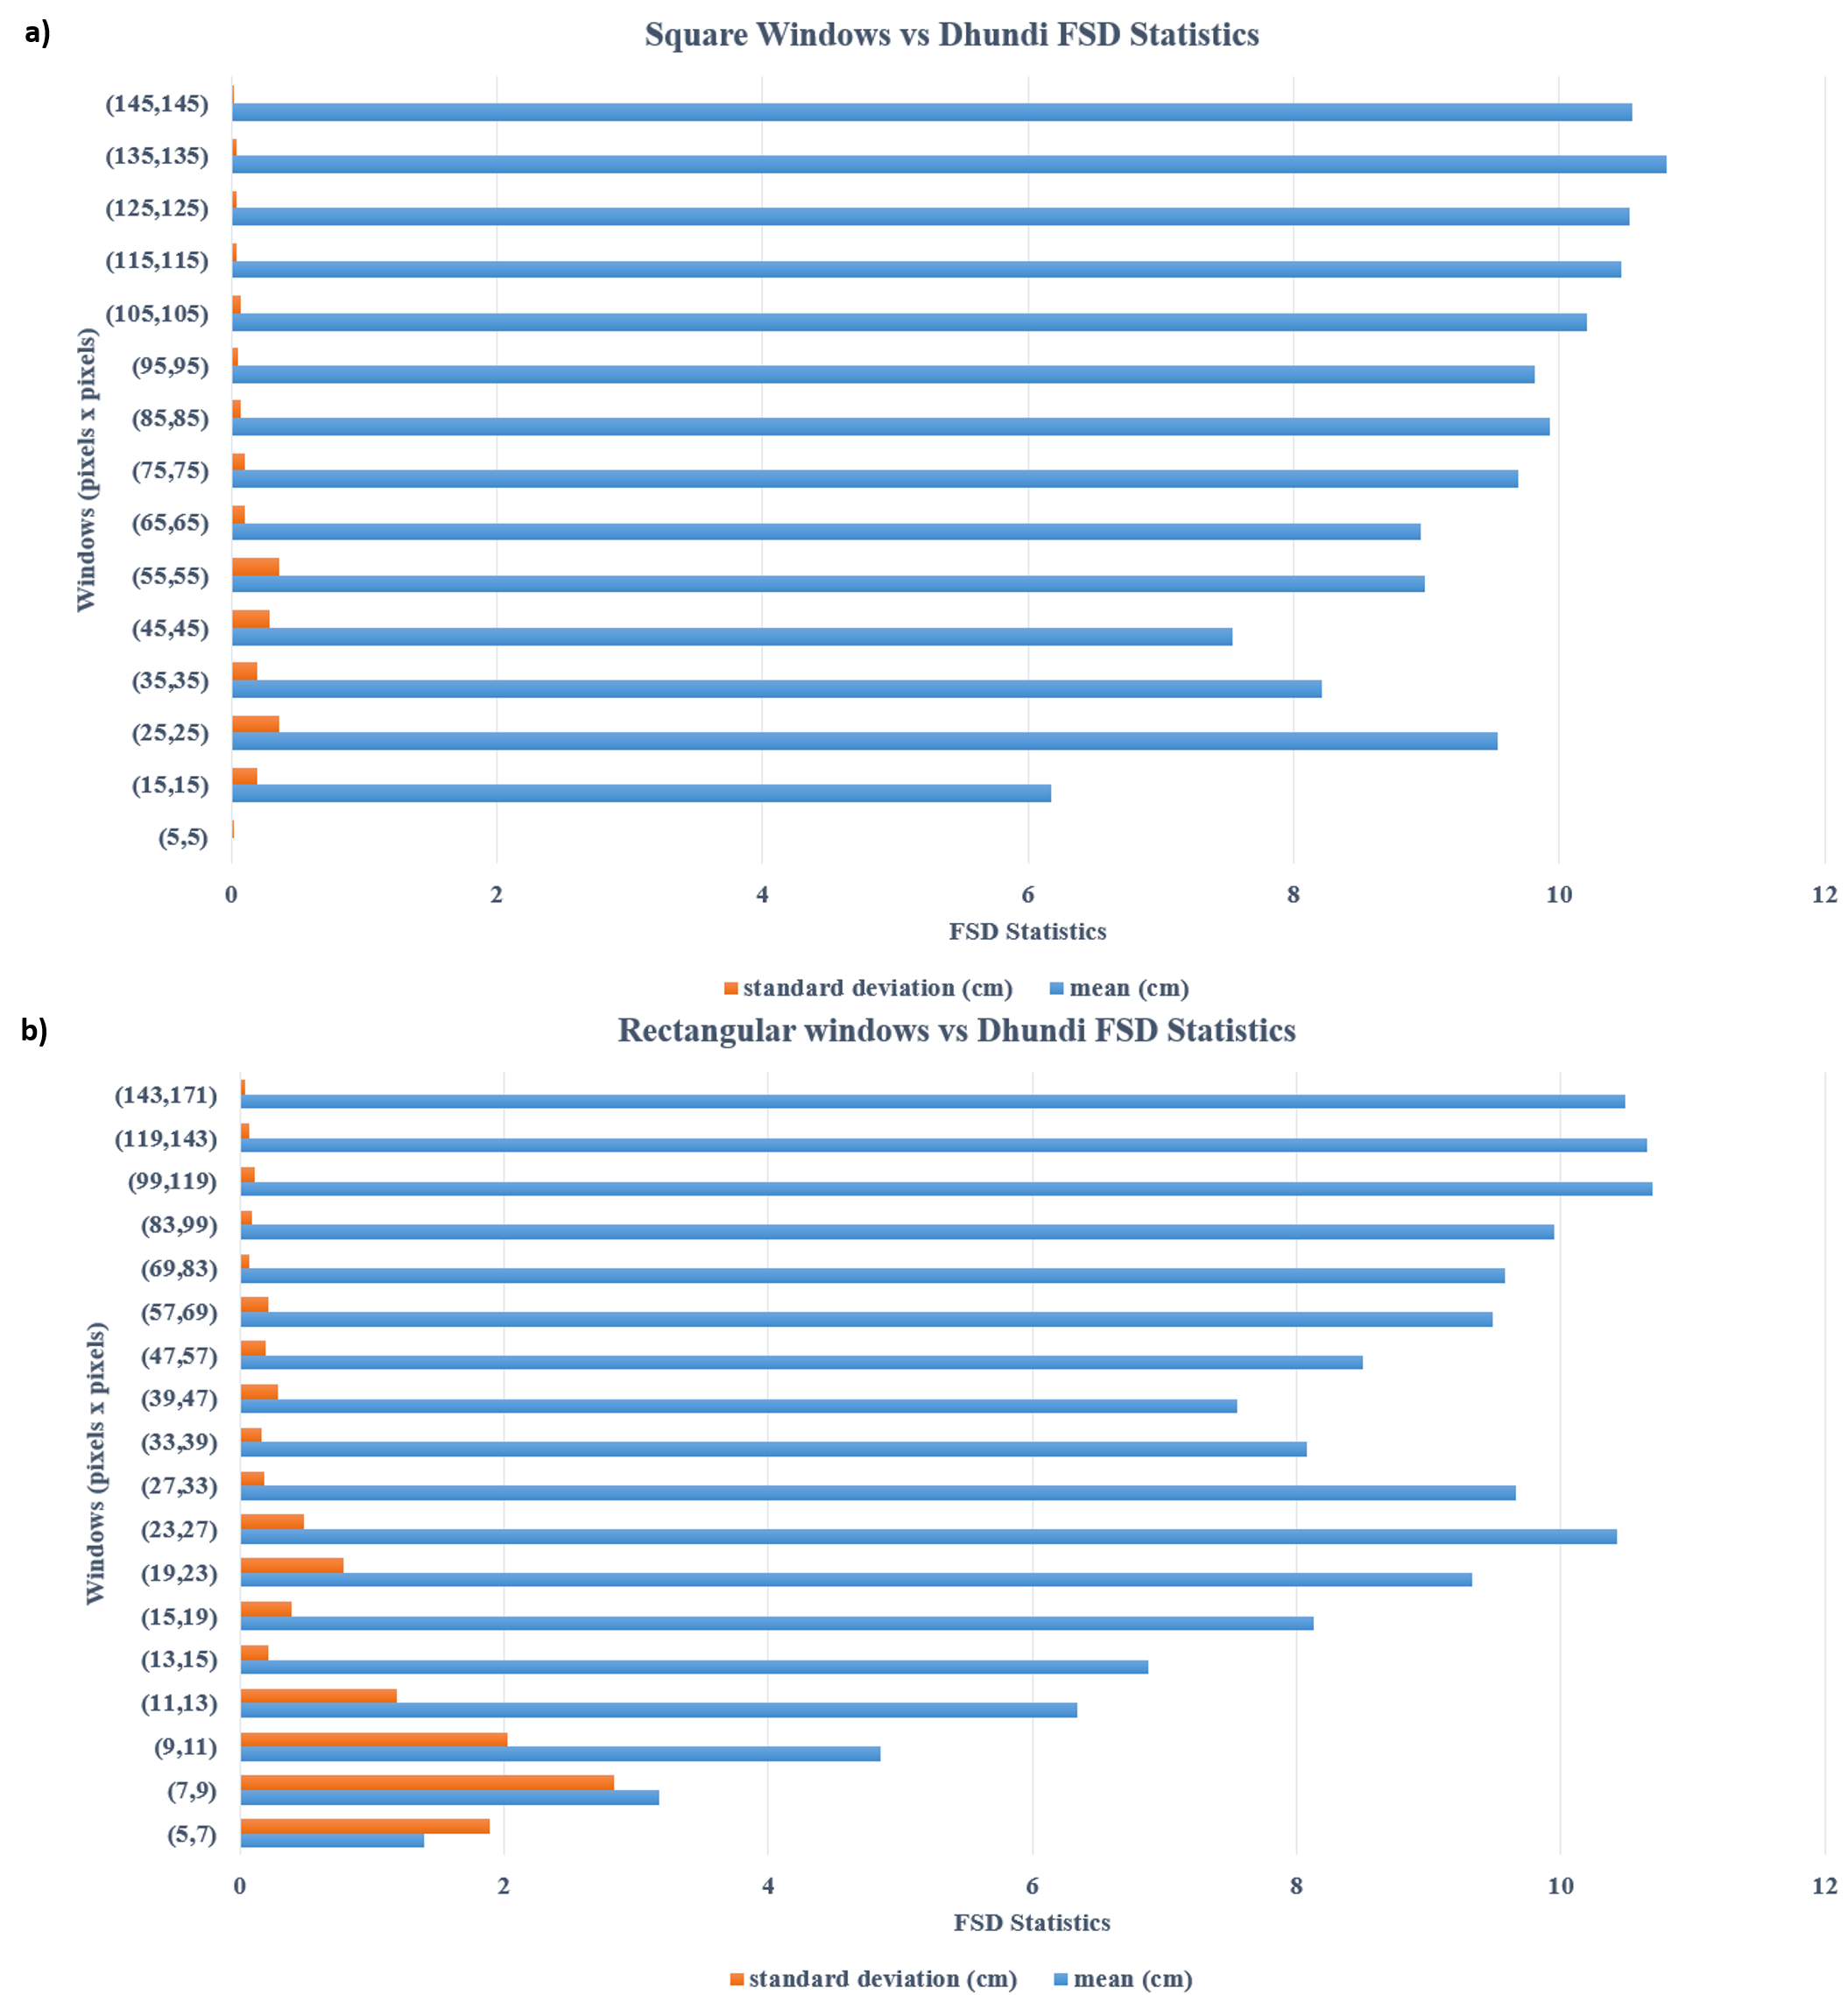 a)
Square Windows vs Dhundi FSD Statistics
Windows (pixels x pixels)
(145,145)
(135,135)
(125,125)
(115,115)
(105,105)
(95,95)
(85,85)
(75,75)
(65,65)
(55,55)
(45,45)
(35,35)
(25,25)
(15,15)
(5,5)
0 2 4 6 8 10 12
FSD Statistics
standard deviation (cm) mean (cm)
b)
Rectangular windows vs Dhundi FSD Statistics
Windows (pixels x pixels)
(143,171)
(119,143)
(99,119)
(83,99)
(69,83)
(57,69)
(47,57)
(39,47)
(33,39)
(27,33)
(23,27)
(19,23)
(15,19)
(13,15)
(11,13)
(9,11)
(7,9)
(5,7)
0 2 4 6 8 10 12
FSD Statistics
standard deviation (cm) mean (cm)